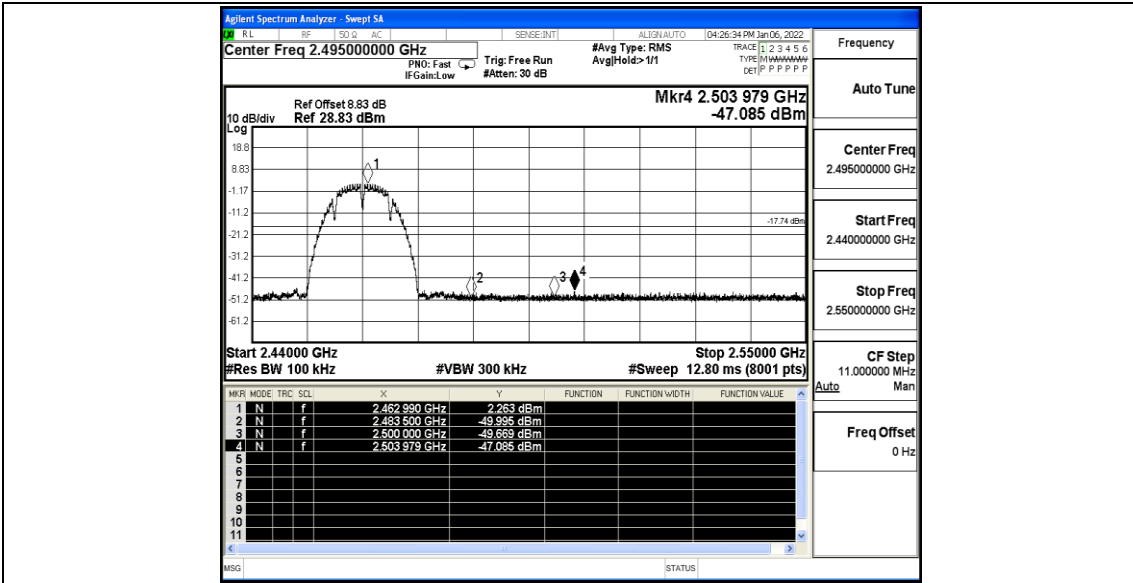 Agilent Spectrum Analyzer - Swept SA
RL RF 50 Ω AC SENSE:INT ALIGNAUTO 04:26:34 PM Jan 06, 2022
Center Freq 2.495000000 GHz
PNO: Fast
IFGain:Low
Trig: Free Run
#Atten: 30 dB
#Avg Type: RMS
Avg|Hold:>1/1
TRACE 1 2 3 4 5 6
TYPE M
DET P P P P P P
Ref Offset 8.83 dB
10 dB/div Ref 28.83 dBm
Log
Mkr4 2.503 979 GHz
-47.085 dBm
18.8
8.83
-1.17
-11.2
-21.2
-31.2
-41.2
-51.2
-61.2
1
2
3
4
-17.74 dBm
Start 2.44000 GHz Stop 2.55000 GHz
#Res BW 100 kHz #VBW 300 kHz #Sweep 12.80 ms (8001 pts)
MKR MODE TRC SCL X Y FUNCTION FUNCTION WIDTH FUNCTION VALUE
1 N f 2.462 990 GHz 2.263 dBm
2 N f 2.483 500 GHz -49.995 dBm
3 N f 2.500 000 GHz -49.669 dBm
4 N f 2.503 979 GHz -47.085 dBm
5
6
7
8
9
10
11
MSG STATUS
Frequency
Auto Tune
Center Freq
2.495000000 GHz
Start Freq
2.440000000 GHz
Stop Freq
2.550000000 GHz
CF Step
11.000000 MHz
Auto Man
Freq Offset
0 Hz